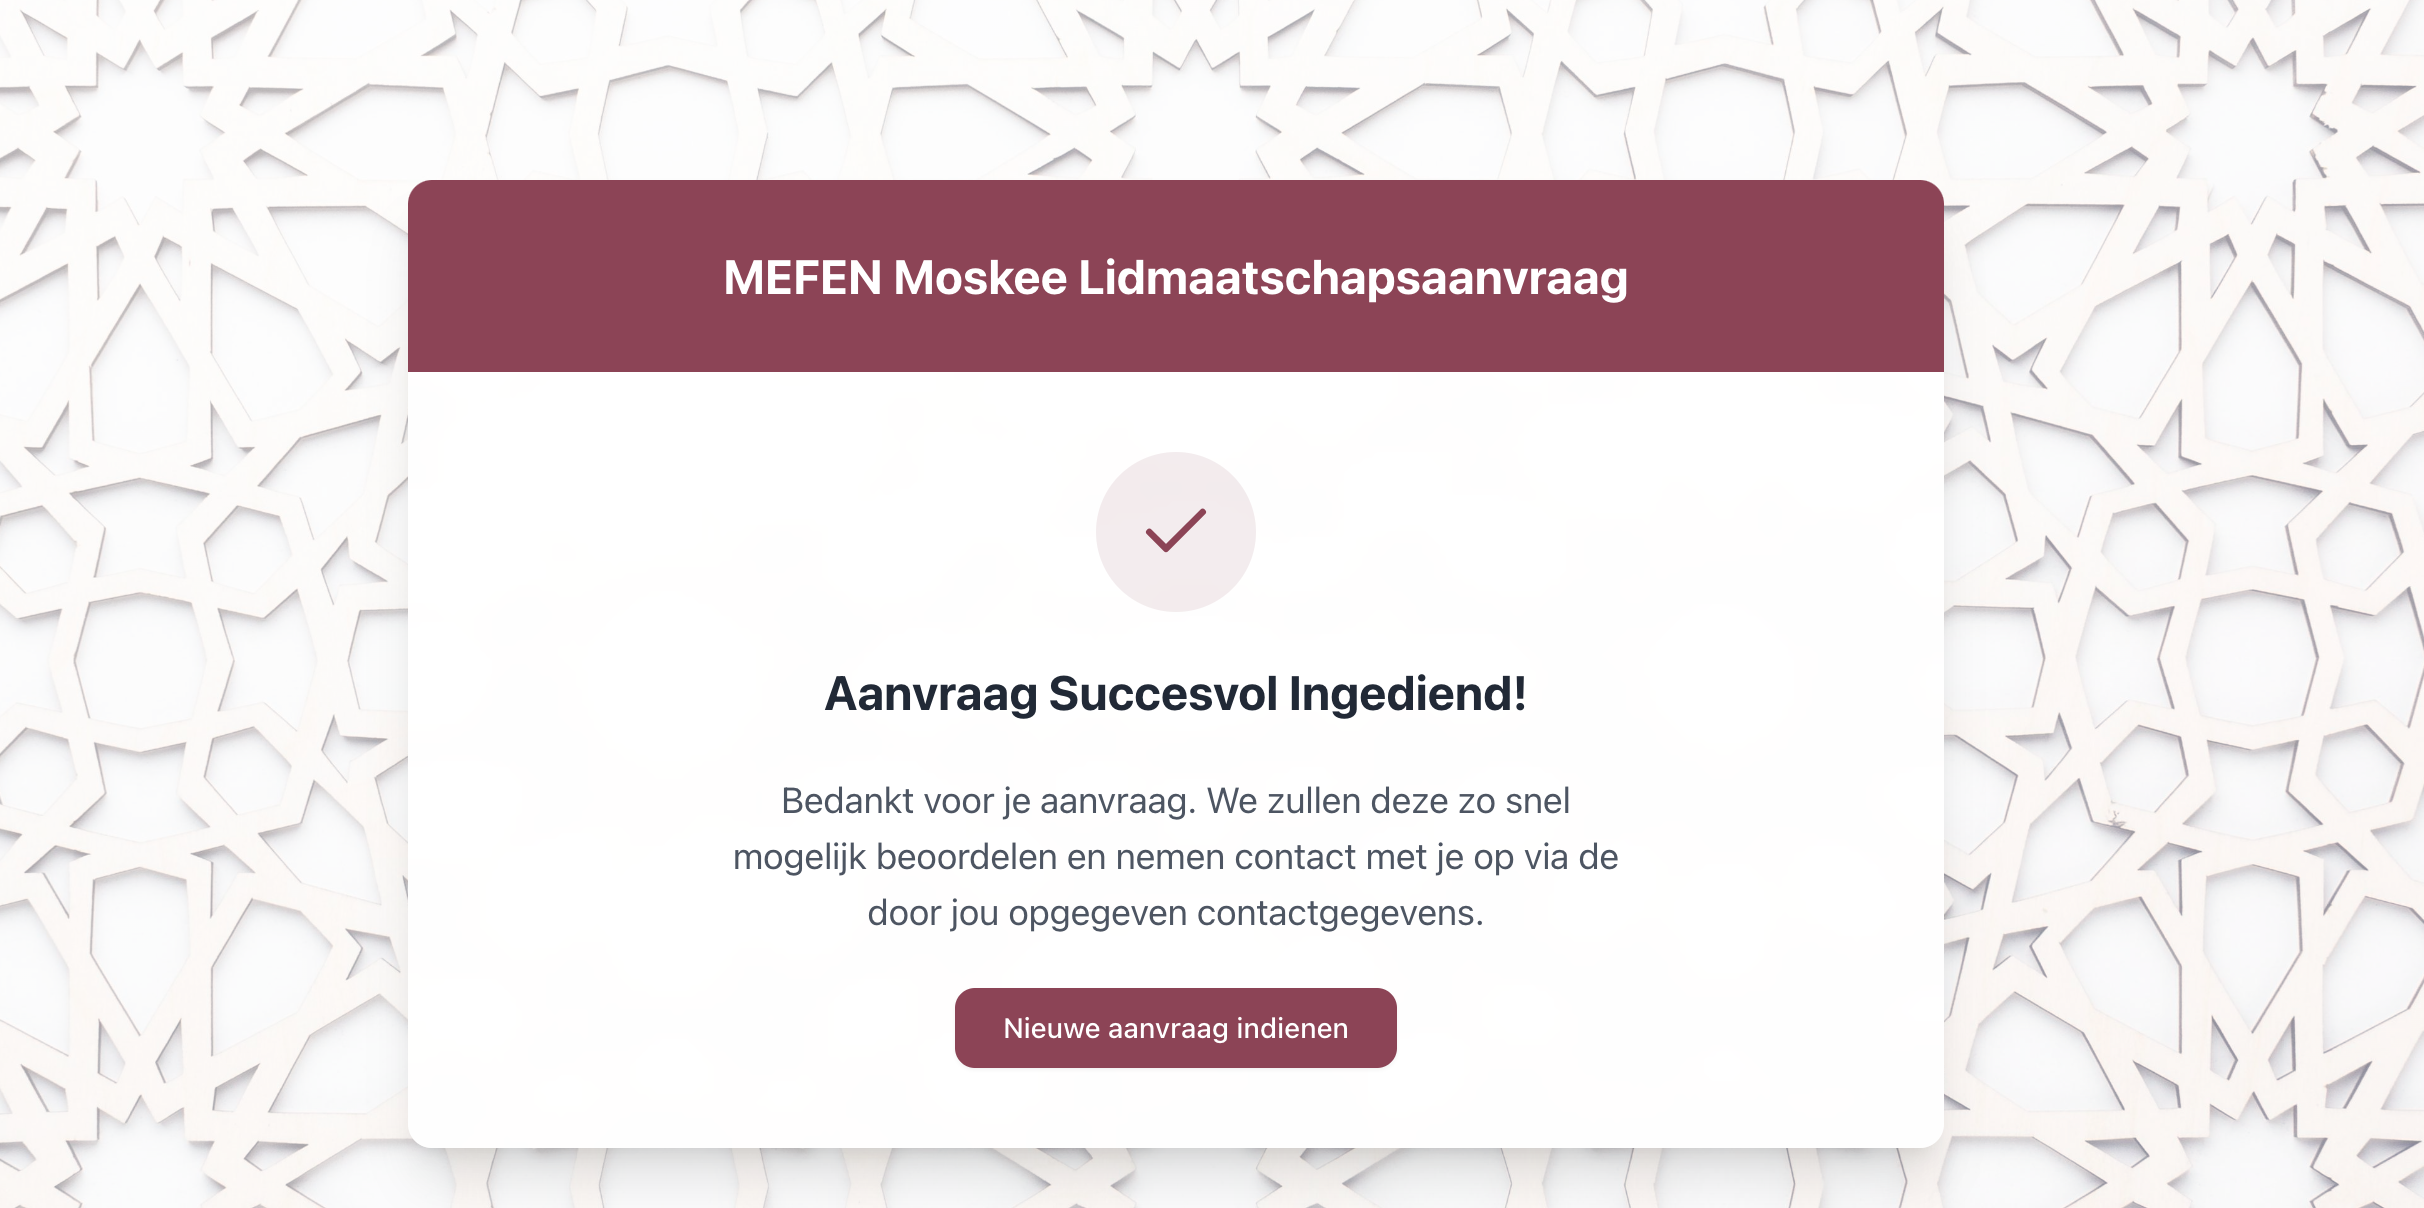 MEFEN Moskee Lidmaatschapsaanvraag
Aanvraag Succesvol Ingediend!
Bedankt voor je aanvraag. We zullen deze zo snel
mogelijk beoordelen en nemen contact met je op via de
door jou opgegeven contactgegevens.
Nieuwe aanvraag indienen